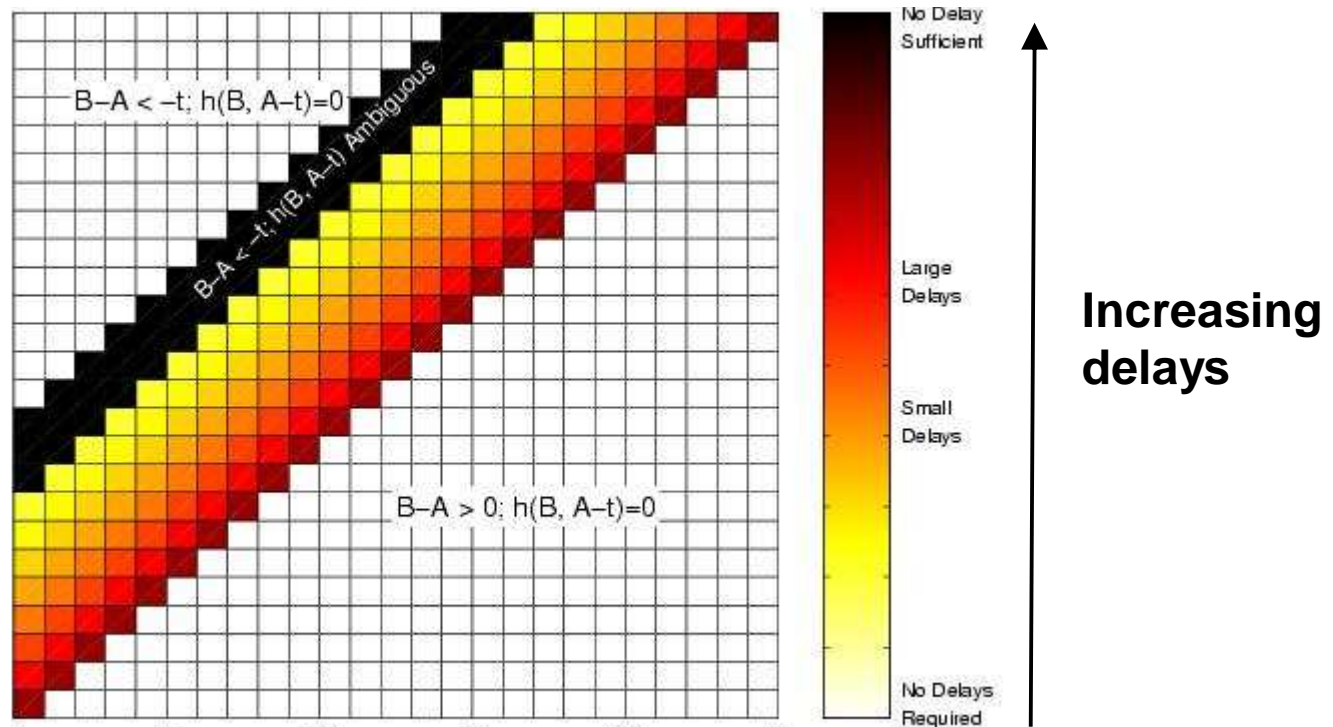 B–A < –t; h(B, A–t)=0
B–A < –t; h(B, A–t) Ambiguous
B–A > 0; h(B, A–t)=0
No Delay
Sufficient
Large
Delays
Small
Delays
No Delays
Required
Increasing
delays